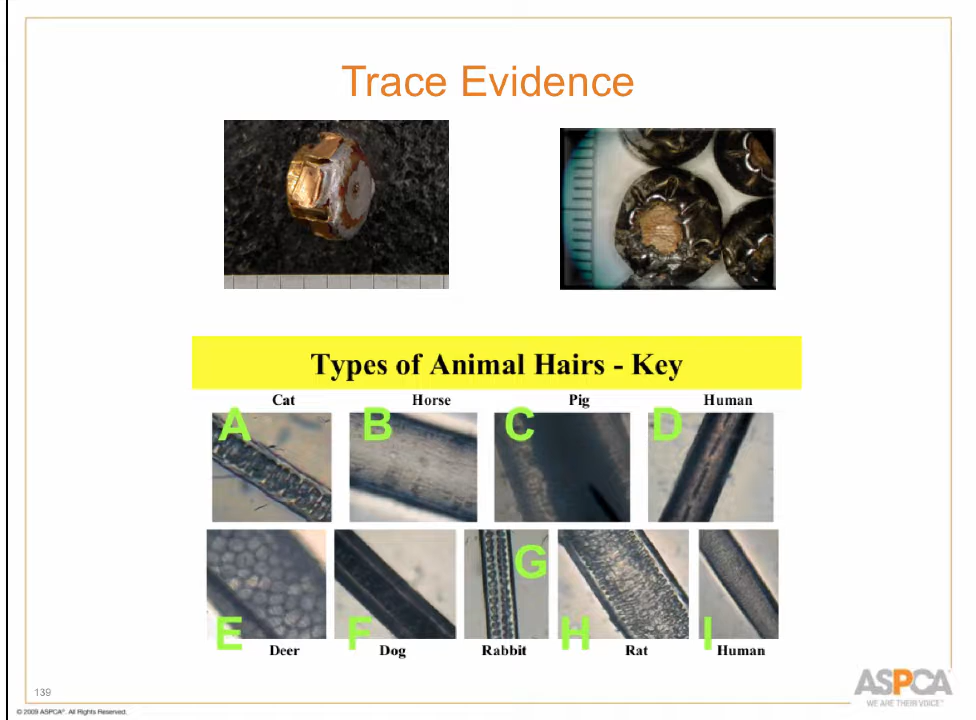 Trace Evidence
Types of Animal Hairs - Key
Cat Horse Pig Human
A B C D
E F G H I
Deer Dog Rabbit Rat Human
139
© 2009 ASPCA®. All Rights Reserved.
ASPCA
WE ARE THEIR VOICE™